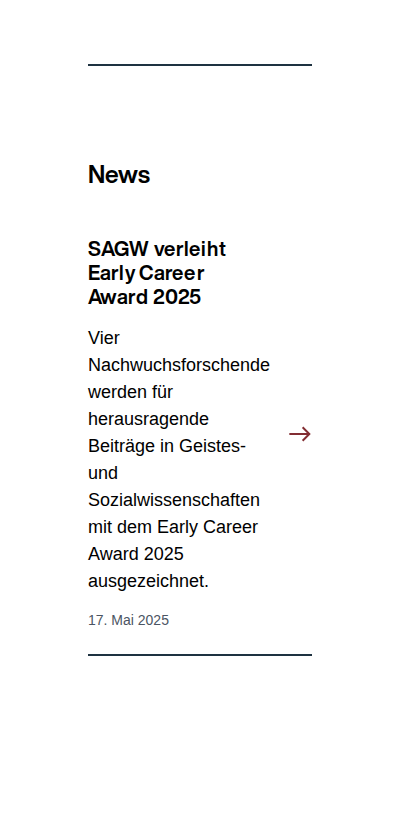 News
SAGW verleiht
Early Career
Award 2025
Vier
Nachwuchsforschende
werden für
herausragende
Beiträge in Geistes-
und
Sozialwissenschaften
mit dem Early Career
Award 2025
ausgezeichnet.
17. Mai 2025